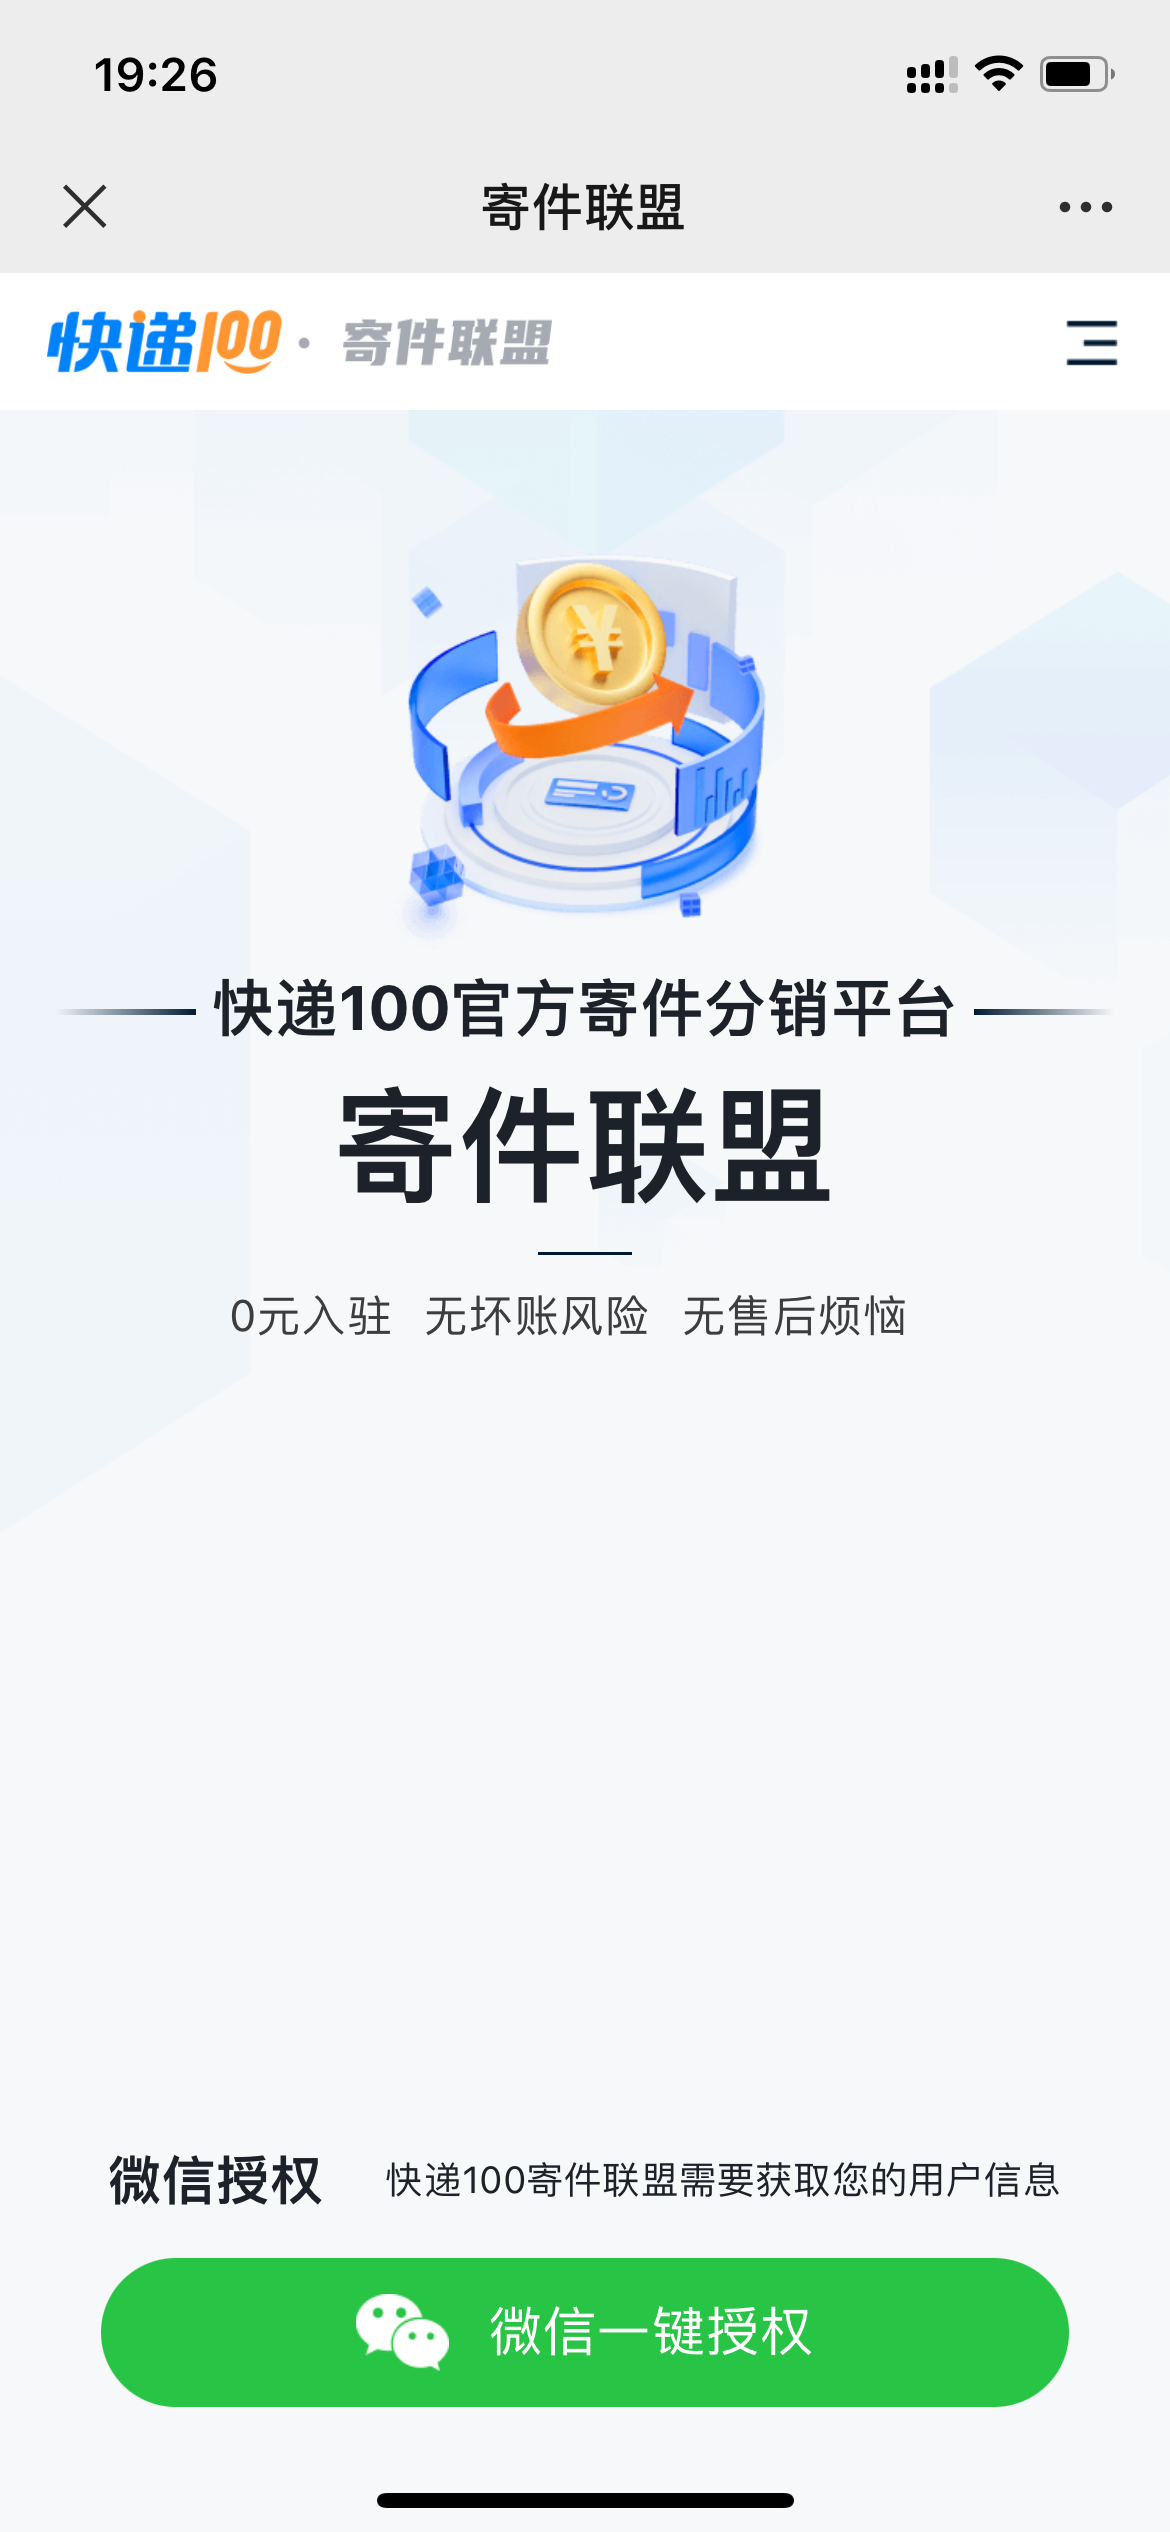 19:26
寄件联盟
快递100·寄件联盟
¥
快递100官方寄件分销平台
寄件联盟
0元入驻 无坏账风险 无售后烦恼
微信授权 快递100寄件联盟需要获取您的用户信息
微信一键授权